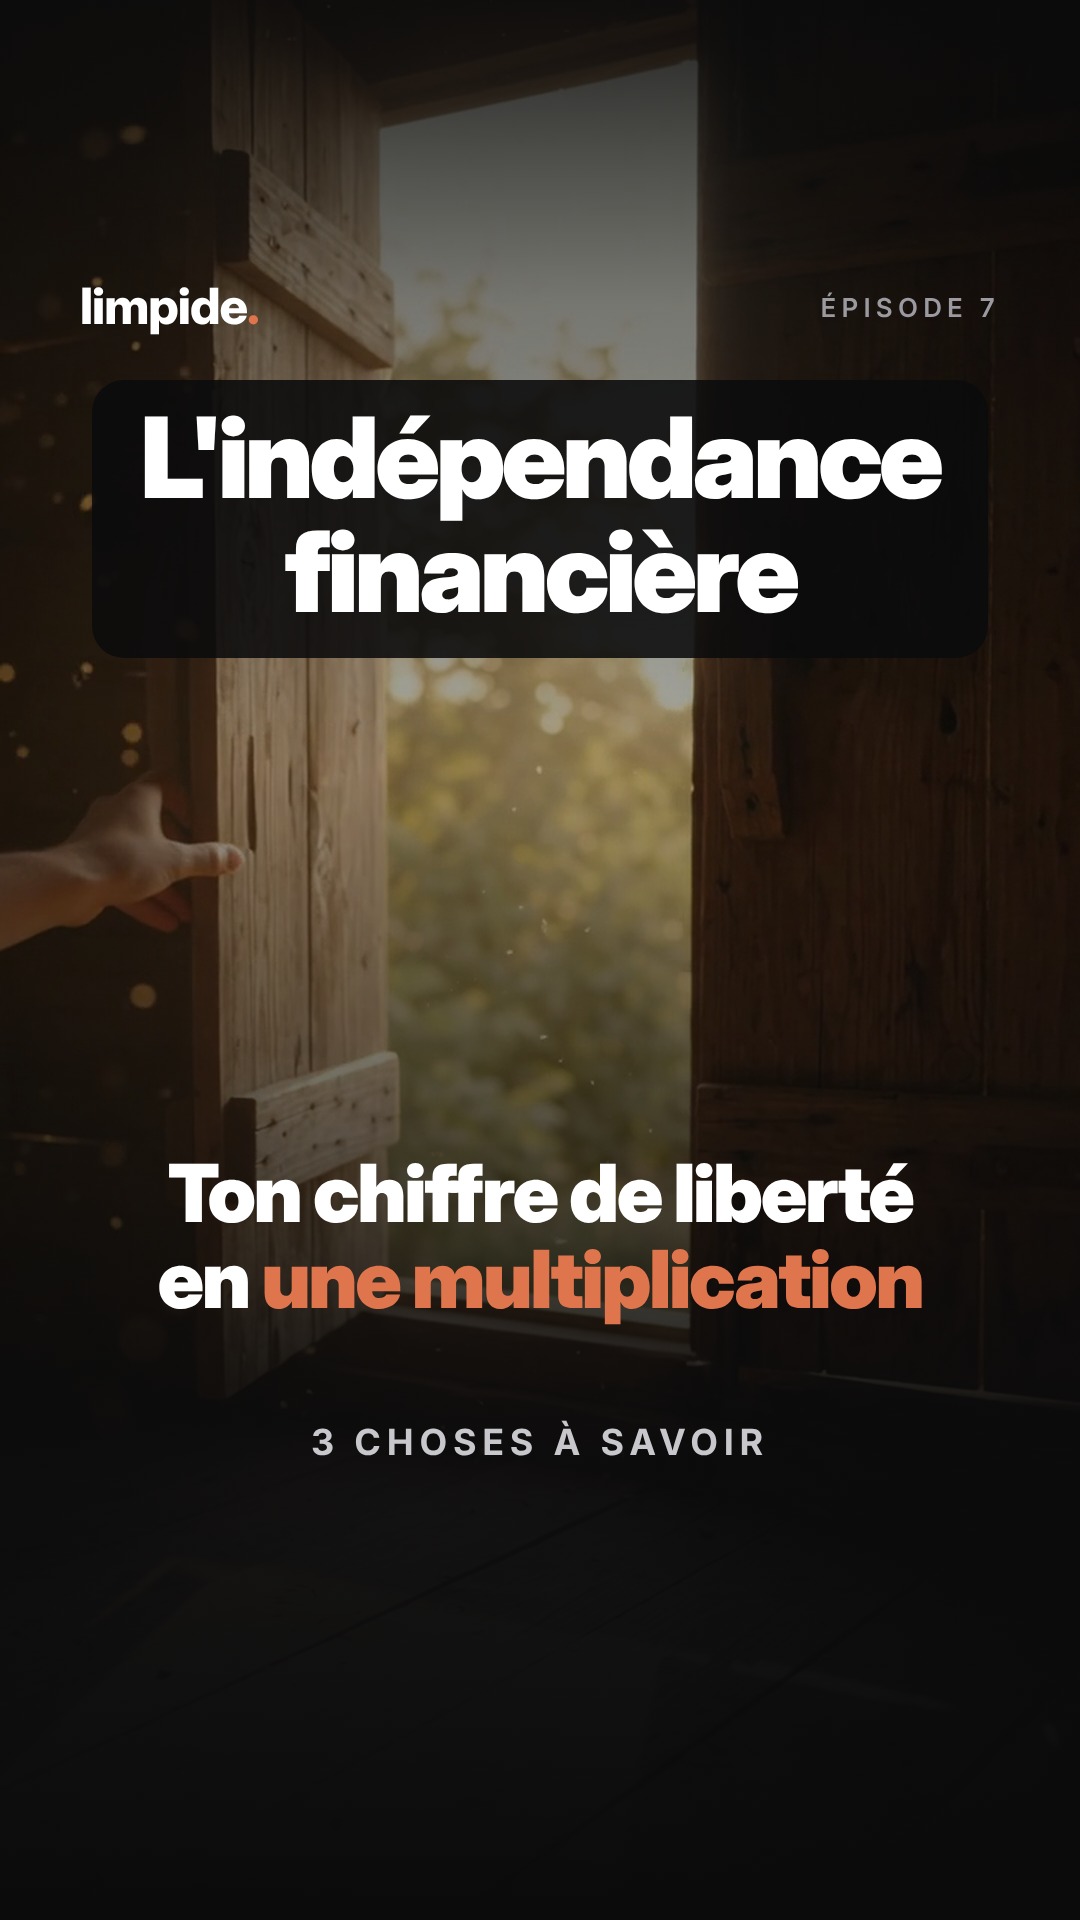 limpide.
ÉPISODE 7
L'indépendance
financière
Ton chiffre de liberté
en une multiplication
3 CHOSES À SAVOIR